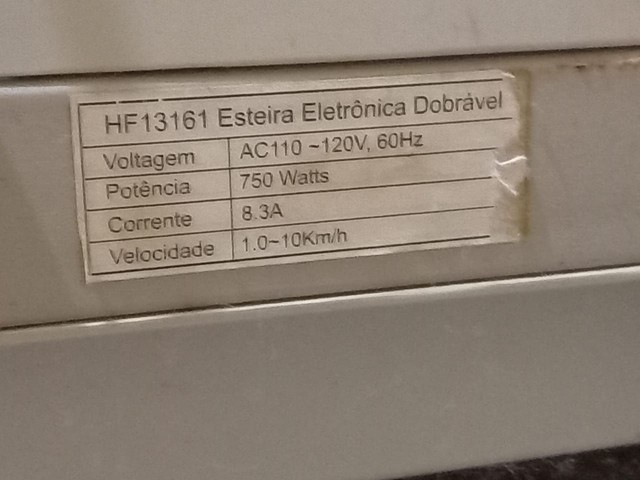 HF13161 Esteira Eletrônica Dobrável
Voltagem AC110 ~120V, 60Hz
Potência 750 Watts
Corrente 8.3A
Velocidade 1.0~10Km/h